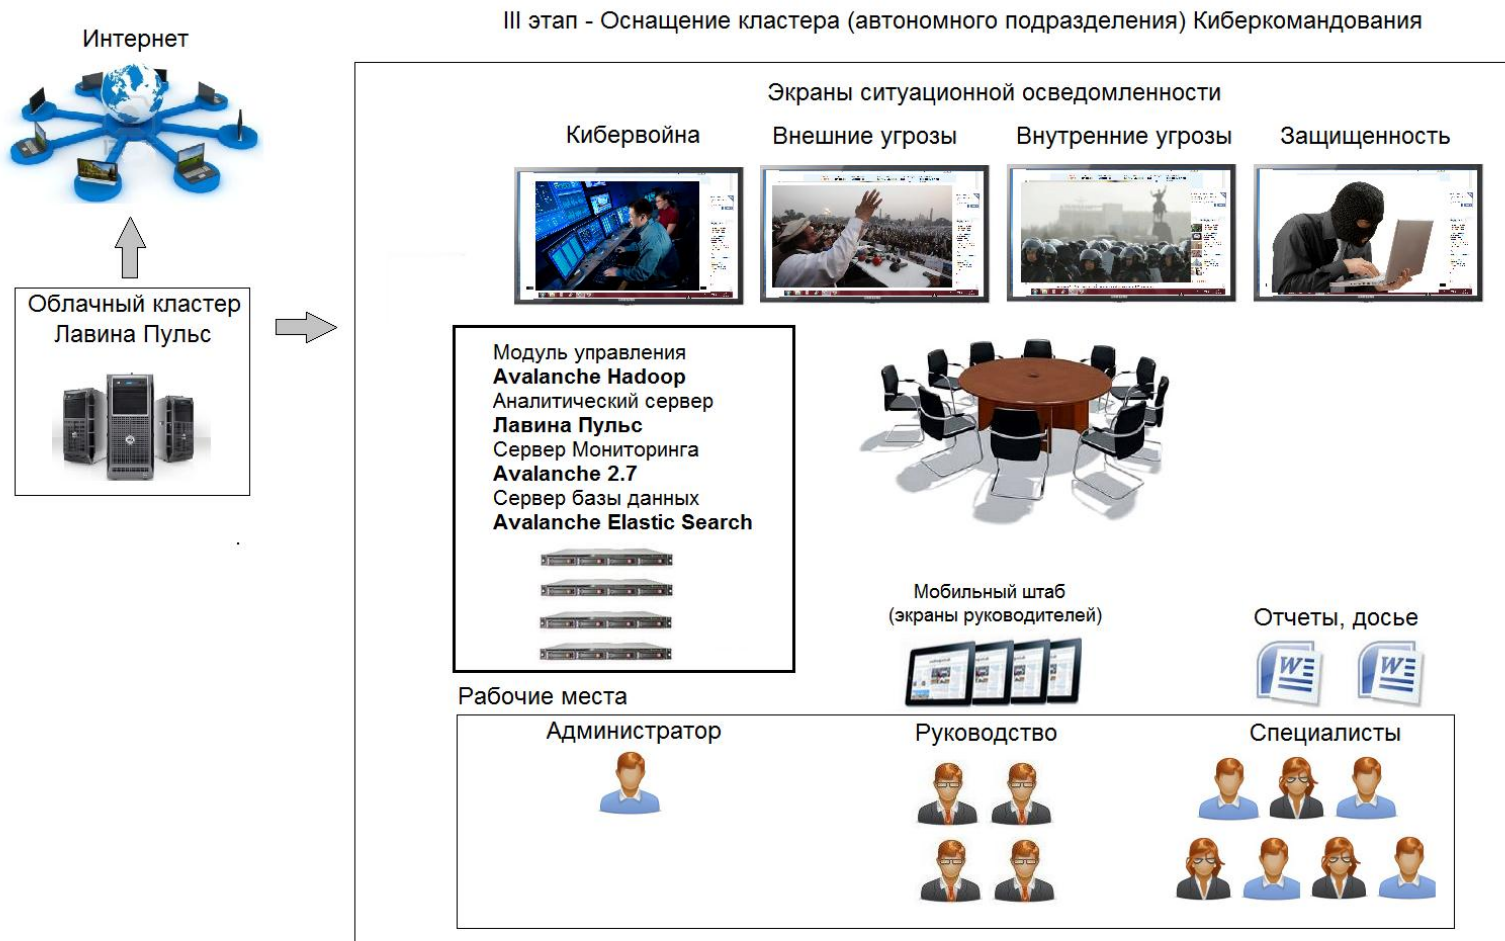 III этап - Оснащение кластера (автономного подразделения) Киберкомандования
Интернет
Экраны ситуационной осведомленности
Кибервойна
Внешние угрозы
Внутренние угрозы
Защищенность
Облачный кластер
Лавина Пульс
Модуль управления
Avalanche Hadoop
Аналитический сервер
Лавина Пульс
Сервер Мониторинга
Avalanche 2.7
Сервер базы данных
Avalanche Elastic Search
Мобильный штаб
(экраны руководителей)
Отчеты, досье
Рабочие места
Администратор
Руководство
Специалисты